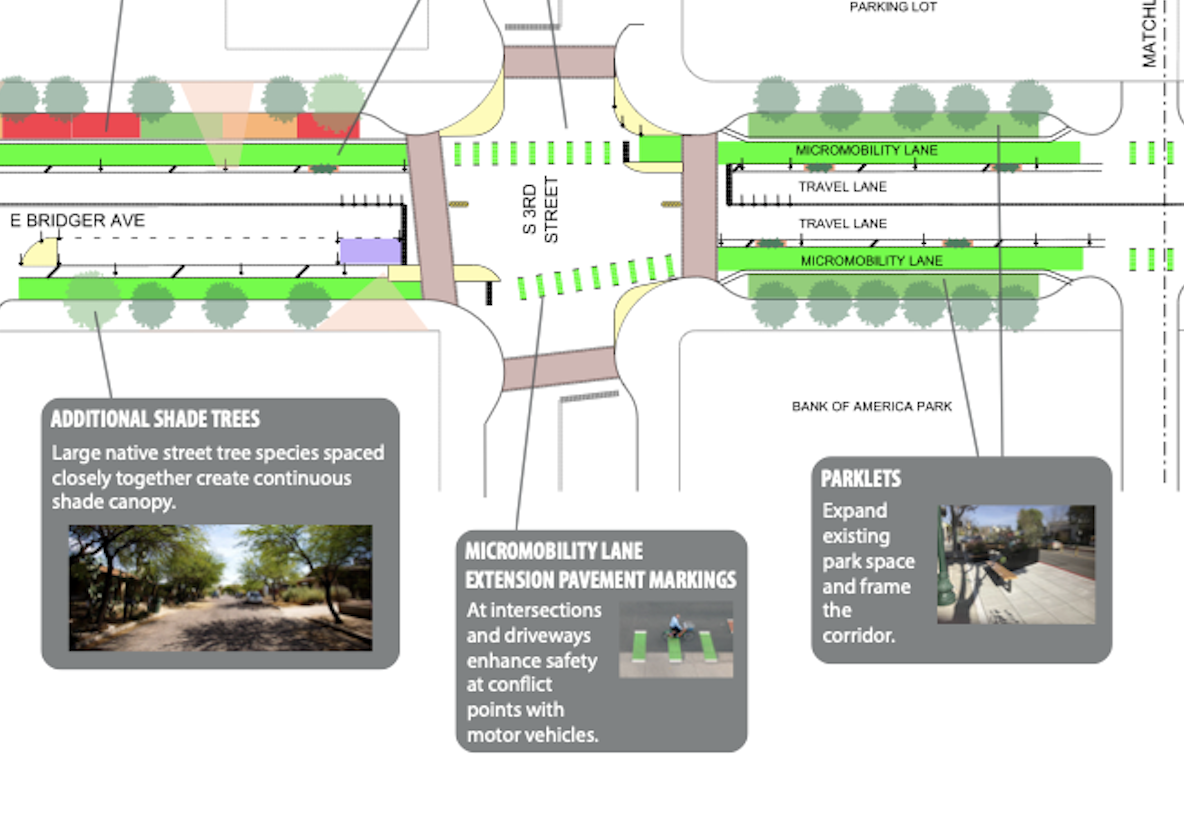 PARKING LOT
MATCHL
MICROMOBILITY LANE
TRAVEL LANE
S 3RD
STREET
E BRIDGER AVE
TRAVEL LANE
MICROMOBILITY LANE
BANK OF AMERICA PARK
ADDITIONAL SHADE TREES
Large native street tree species spaced
closely together create continuous
shade canopy.
MICROMOBILITY LANE
EXTENSION PAVEMENT MARKINGS
At intersections
and driveways
enhance safety
at conflict
points with
motor vehicles.
PARKLETS
Expand
existing
park space
and frame
the
corridor.